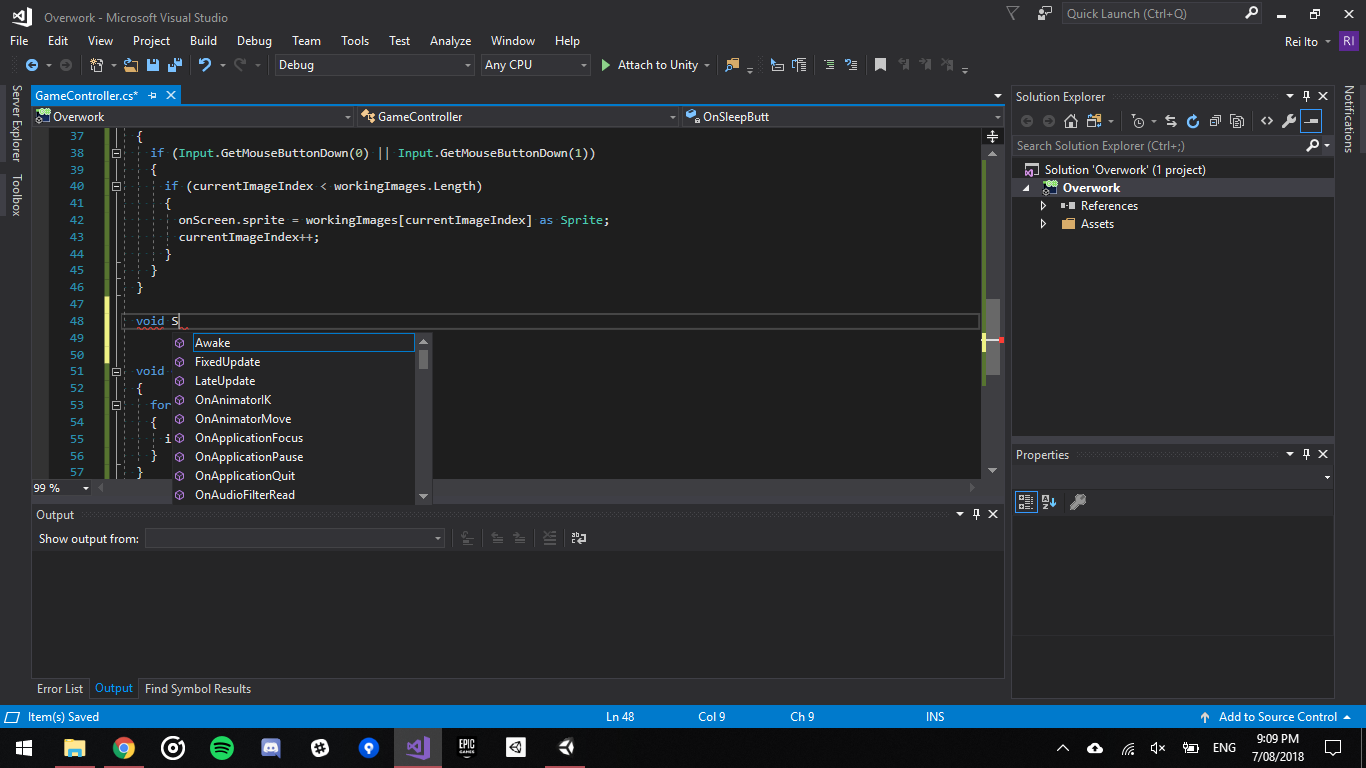 Overwork - Microsoft Visual Studio
Quick Launch (Ctrl+Q)
File Edit View Project Build Debug Team Tools Test Analyze Window Help
Rei Ito RI
Debug Any CPU Attach to Unity
Server Explorer
Toolbox
GameController.cs*
Overwork GameController OnSleepButt
37 {
38 if (Input.GetMouseButtonDown(0) || Input.GetMouseButtonDown(1))
39 {
40 if (currentImageIndex < workingImages.Length)
41 {
42 onScreen.sprite = workingImages[currentImageIndex] as Sprite;
43 currentImageIndex++;
44 }
45 }
46 }
47
48 void S
49
50
51 void
52 {
53 for
54 {
55 i
56 }
57 }
Awake
FixedUpdate
LateUpdate
OnAnimatorIK
OnAnimatorMove
OnApplicationFocus
OnApplicationPause
OnApplicationQuit
OnAudioFilterRead
99 %
Output
Show output from:
Error List Output Find Symbol Results
Solution Explorer
Search Solution Explorer (Ctrl+;)
Solution 'Overwork' (1 project)
Overwork
References
Assets
Properties
Notifications
Item(s) Saved Ln 48 Col 9 Ch 9 INS Add to Source Control
EPIC
GAMES
ENG
9:09 PM
7/08/2018